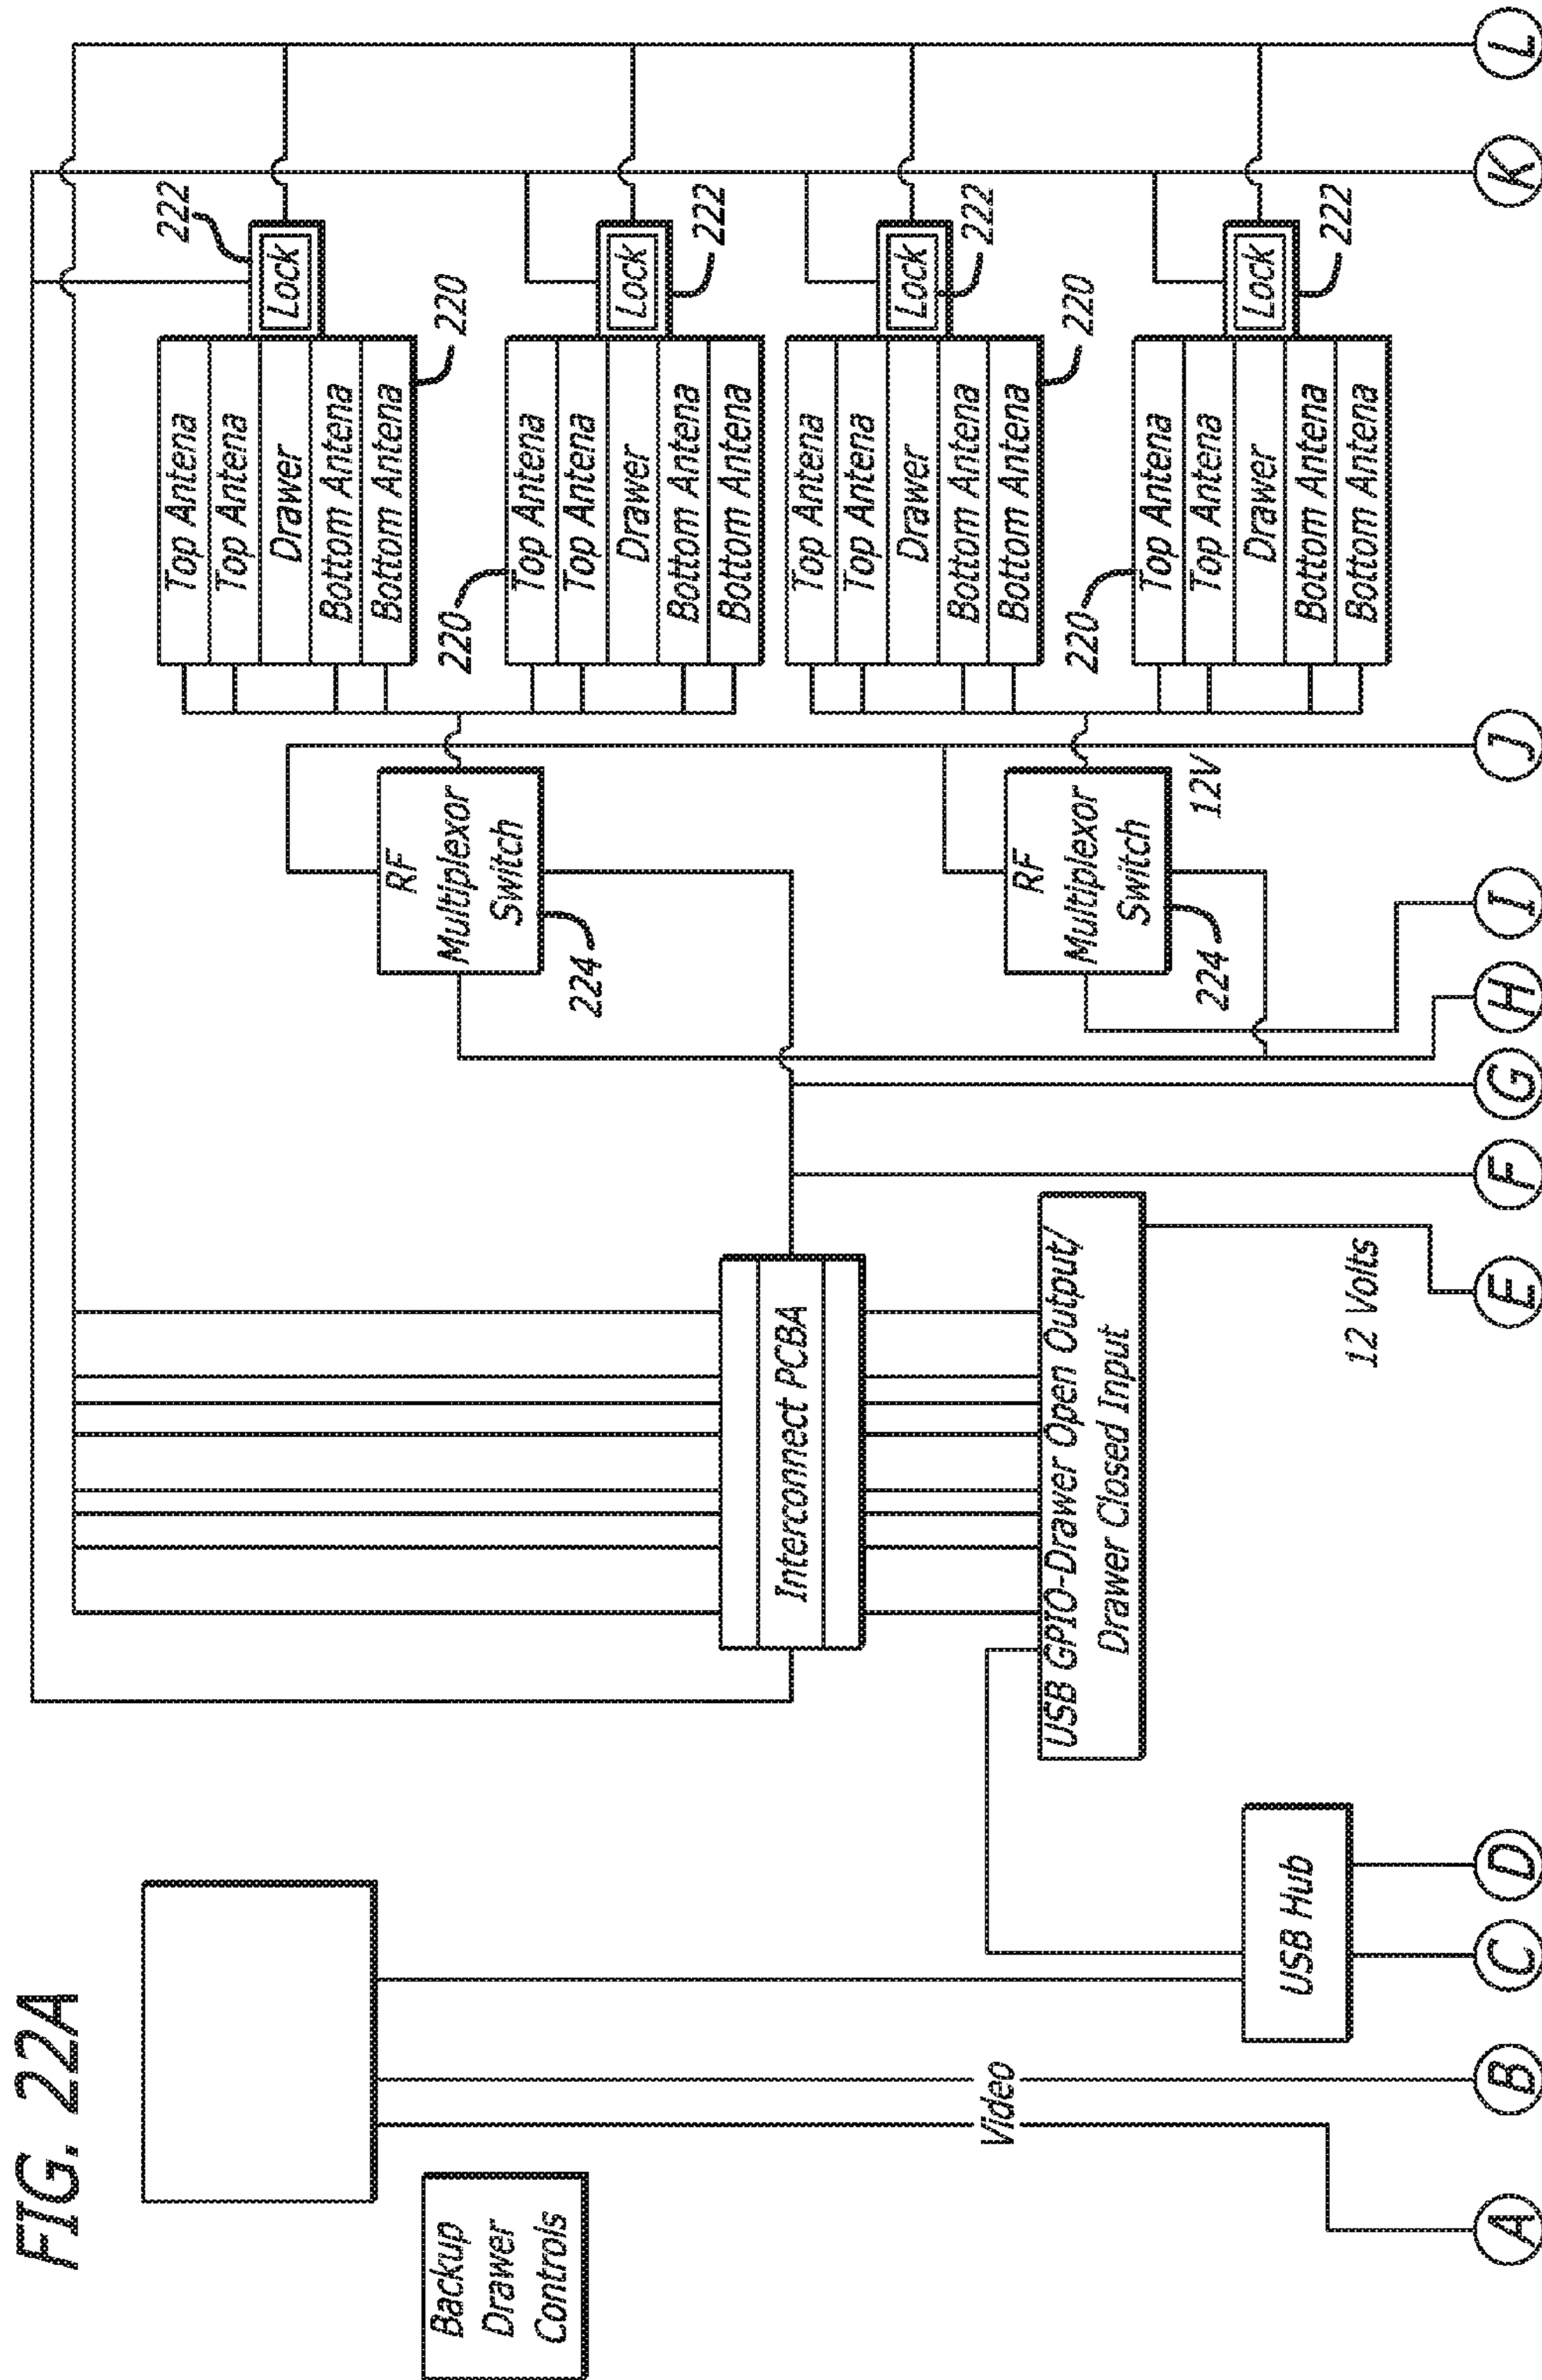 FIG. 22A
Backup
Drawer
Controls
Video
USB Hub
USB GPIO-Drawer Open Output/
Drawer Closed Input
12 Volts
Interconnect PCBA
RF
Multiplexor
Switch
224
RF
Multiplexor
Switch
224
12V
Top Antena
Top Antena
Drawer
Bottom Antena
Bottom Antena
220
Lock
222
220
Top Antena
Top Antena
Drawer
Bottom Antena
Bottom Antena
Lock
222
Top Antena
Top Antena
Drawer
Bottom Antena
Bottom Antena
220
Lock
222
220
Top Antena
Top Antena
Drawer
Bottom Antena
Bottom Antena
Lock
222
A
B
C
D
E
F
G
H
I
J
K
L